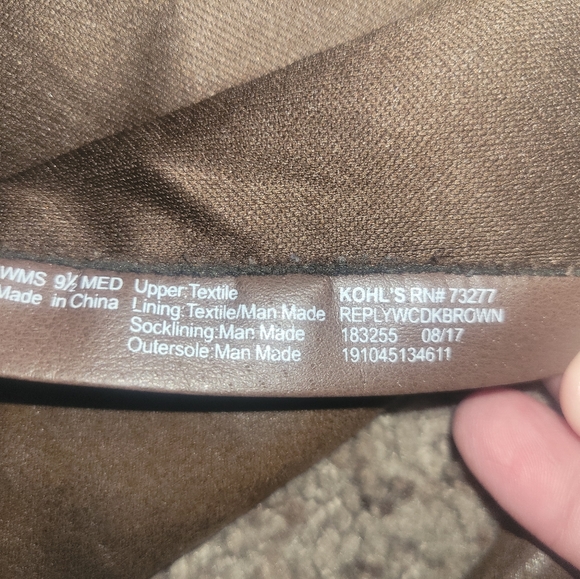 WMS 9½ MED
Made in China
Upper:Textile
Lining:Textile/Man Made
Socklining:Man Made
Outersole:Man Made
KOHL'S RN# 73277
REPLYWCDKBROWN
183255 08/17
191045134611